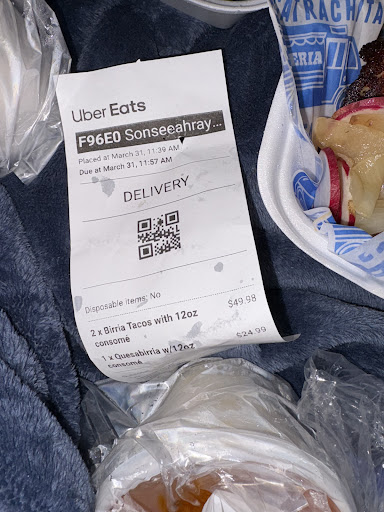 Uber Eats
F96E0 Sonseeahray...
Placed at March 31, 11:39 AM
Due at March 31, 11:57 AM
DELIVERY
Disposable items: No
2 x Birria Tacos with 12oz consomé $49.98
1 x Quesabirria w/12oz consomé $24.99